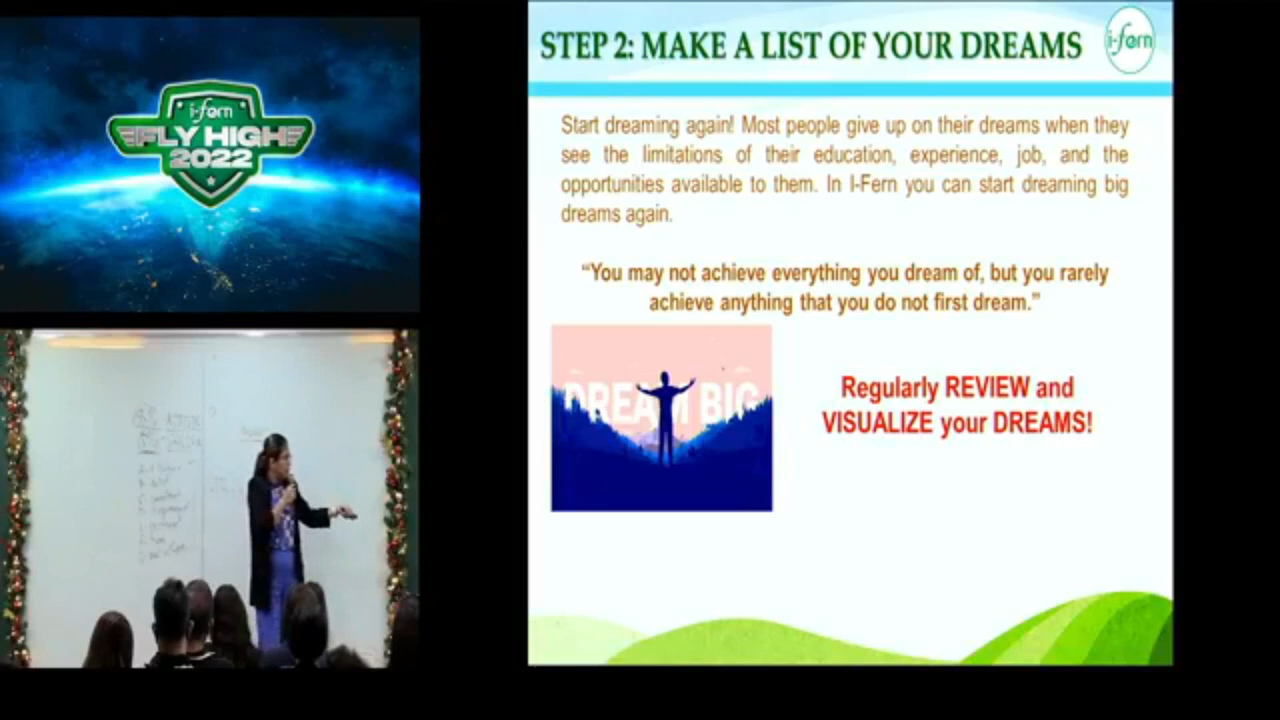 i-fern
FLY HIGH
2022
STEP 2: MAKE A LIST OF YOUR DREAMS
i-fern
Start dreaming again! Most people give up on their dreams when they
see the limitations of their education, experience, job, and the
opportunities available to them. In I-Fern you can start dreaming big
dreams again.
“You may not achieve everything you dream of, but you rarely
achieve anything that you do not first dream.”
DREAM BIG
Regularly REVIEW and
VISUALIZE your DREAMS!